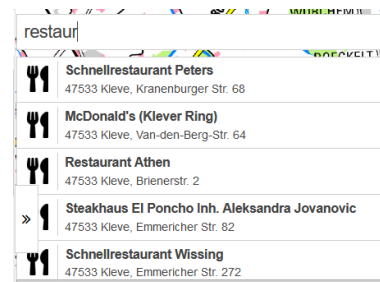 restaur
Schnellrestaurant Peters
47533 Kleve, Kranenburger Str. 68
McDonald's (Klever Ring)
47533 Kleve, Van-den-Berg-Str. 64
Restaurant Athen
47533 Kleve, Brienerstr. 2
Steakhaus El Poncho Inh. Aleksandra Jovanovic
47533 Kleve, Emmericher Str. 82
»
Schnellrestaurant Wissing
47533 Kleve, Emmericher Str. 272